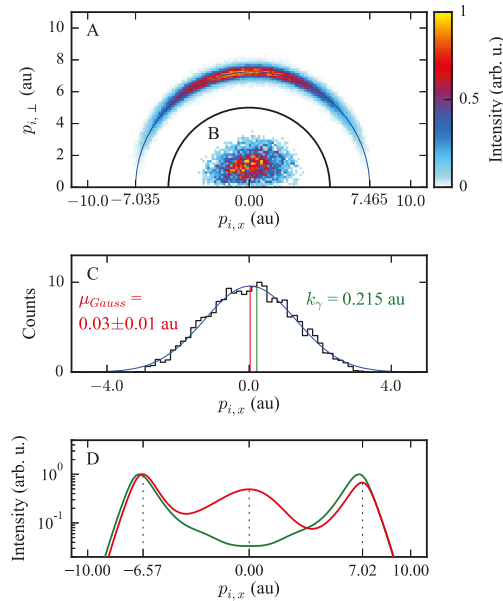 A
B
10
8
6
4
2
0
p_{i,⊥} (au)
−10.0
−7.035
0.00
7.465
10.0
p_{i,x} (au)
1
0.5
0
Intensity (arb. u.)
C
10
0
Counts
μ_{Gauss} =
0.03±0.01 au
k_γ = 0.215 au
−4.0
0.0
4.0
p_{i,x} (au)
D
10^0
10^{-1}
Intensity (arb. u.)
−10.00
−6.57
0.00
7.02
10.00
p_{i,x} (au)